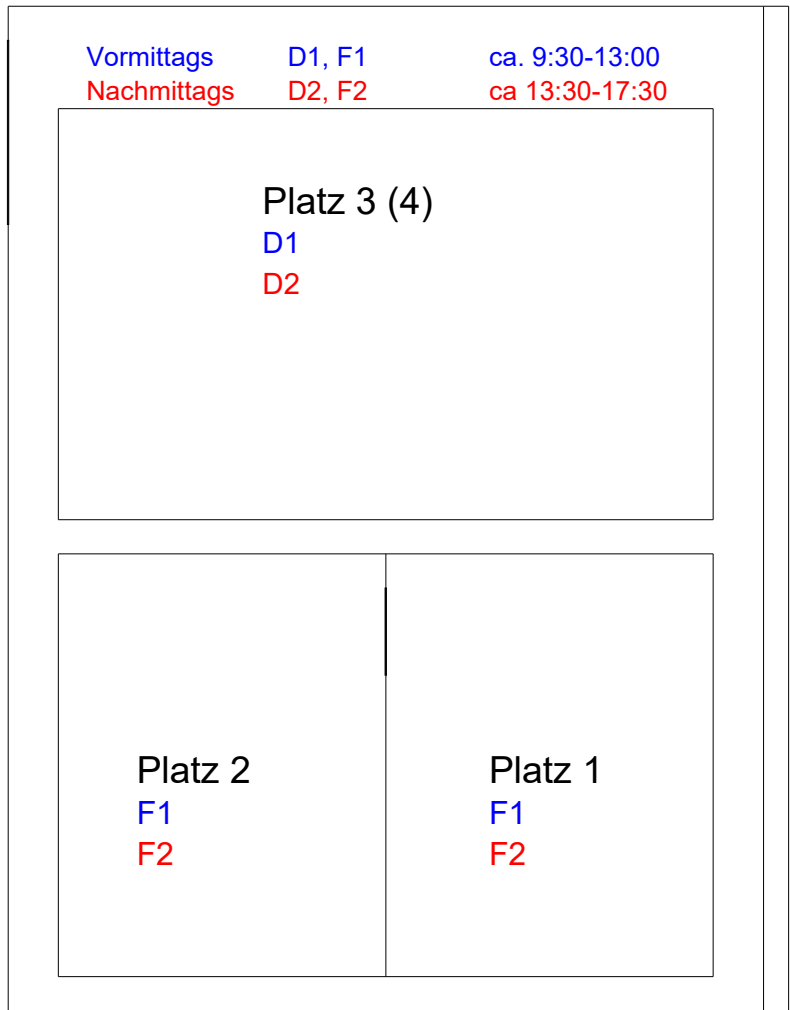 Vormittags D1, F1 ca. 9:30-13:00
Nachmittags D2, F2 ca 13:30-17:30
Platz 3 (4)
D1
D2
Platz 2
F1
F2
Platz 1
F1
F2